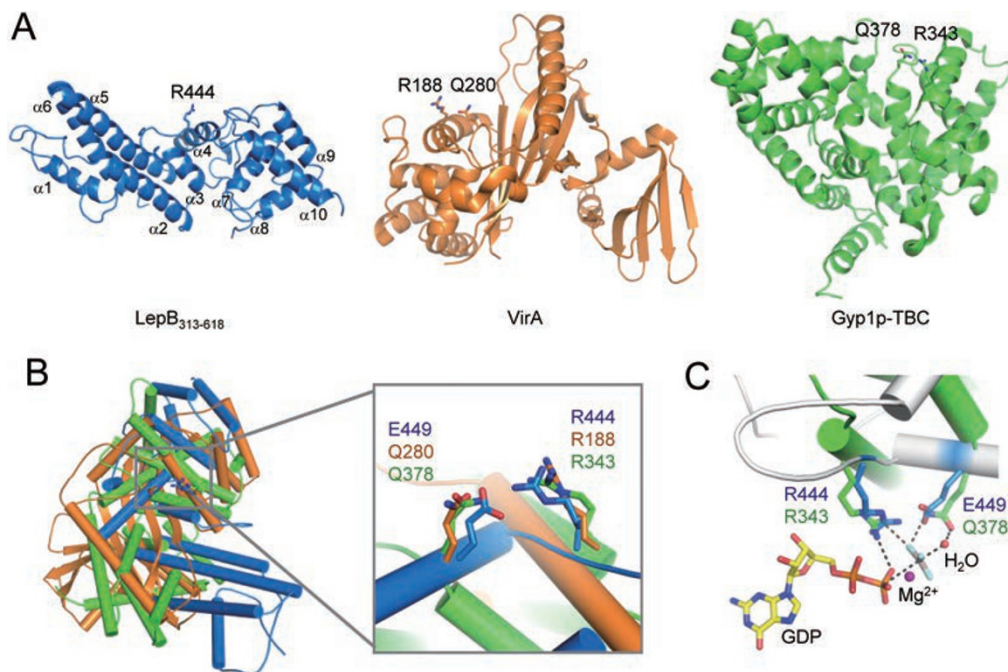 A
R444
α6
α5
α4
α9
α1
α3
α7
α10
α2
α8
LepB313-618
R188 Q280
VirA
Q378
R343
Gyp1p-TBC
B
E449
Q280
Q378
R444
R188
R343
C
R444
R343
E449
Q378
H2O
Mg2+
GDP